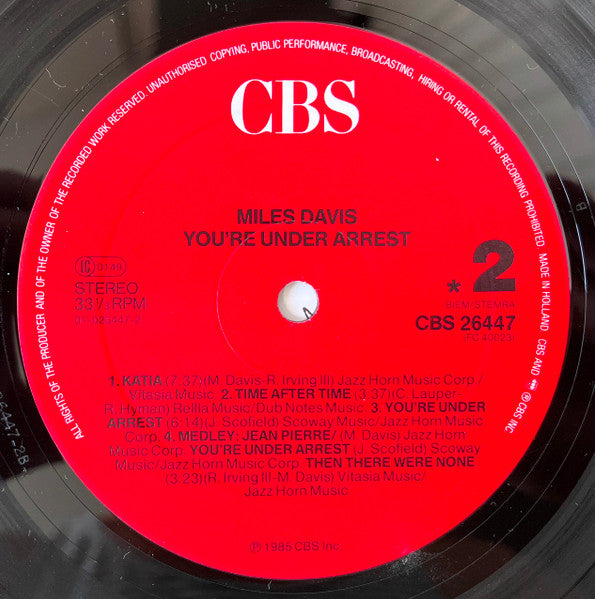 ALL RIGHTS OF THE PRODUCER AND OF THE OWNER OF THE RECORDED WORK RESERVED. UNAUTHORISED COPYING, PUBLIC PERFORMANCE, BROADCASTING, HIRING OR RENTAL OF THIS RECORDING PROHIBITED MADE IN HOLLAND CBS AND ARE ® CBS INC
CBS
MILES DAVIS
YOU'RE UNDER ARREST
LC 0149
STEREO
33⅓ RPM
01-026447-2
* 2
BIEM/STEMRA
CBS 26447
(FC 40023)
1. KATIA (7:37)(M. Davis-R. Irving III) Jazz Horn Music Corp./
Vitasia Music 2. TIME AFTER TIME (3:37)(C. Lauper-
R. Hyman) Rellla Music/Dub Notes Music 3. YOU'RE UNDER
ARREST (6:14)(J. Scofield) Scoway Music/Jazz Horn Music
Corp. 4. MEDLEY: JEAN PIERRE/ (M. Davis) Jazz Horn
Music Corp. YOU'RE UNDER ARREST (J. Scofield) Scoway
Music/Jazz Horn Music Corp. THEN THERE WERE NONE
(3:23)(R. Irving III-M. Davis) Vitasia Music/
Jazz Horn Music
℗ 1985 CBS Inc.